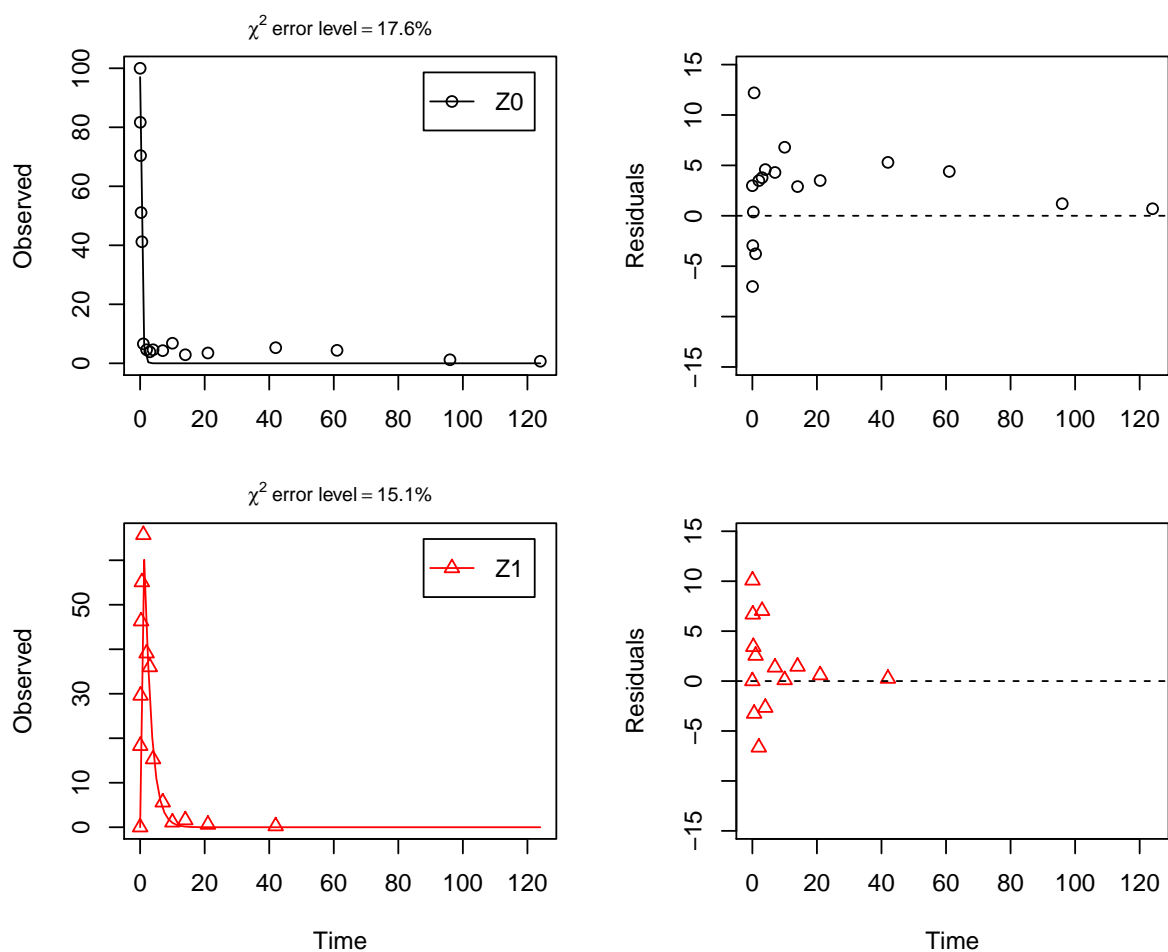 χ² error level = 17.6%
Observed
0 20 40 60 80 100
Z0
0 20 40 60 80 100 120
Residuals
−15 −5 0 5 10 15
0 20 40 60 80 100 120
χ² error level = 15.1%
Observed
0 10 30 50
Z1
0 20 40 60 80 100 120
Time
Residuals
−15 −5 0 5 10 15
0 20 40 60 80 100 120
Time